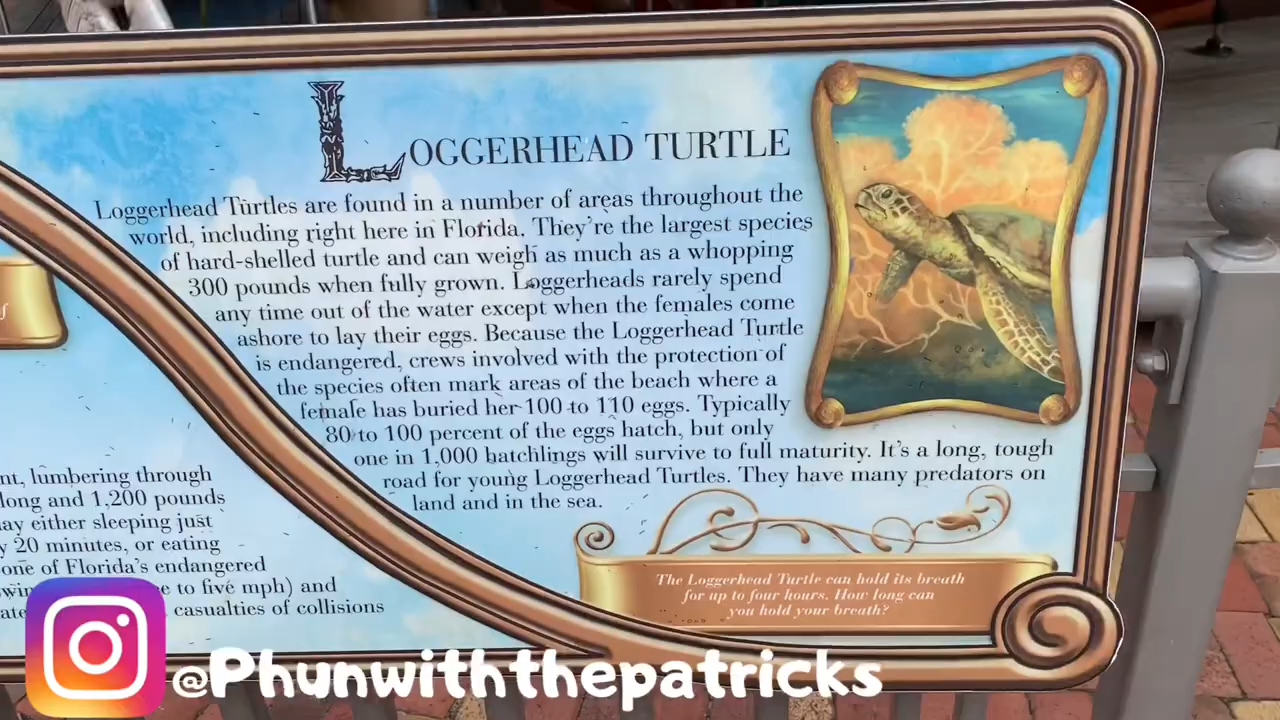 LOGGERHEAD TURTLE
Loggerhead Turtles are found in a number of areas throughout the
world, including right here in Florida. They're the largest species
of hard-shelled turtle and can weigh as much as a whopping
300 pounds when fully grown. Loggerheads rarely spend
any time out of the water except when the females come
ashore to lay their eggs. Because the Loggerhead Turtle
is endangered, crews involved with the protection of
the species often mark areas of the beach where a
female has buried her 100 to 110 eggs. Typically
80 to 100 percent of the eggs hatch, but only
one in 1,000 hatchlings will survive to full maturity. It's a long, tough
road for young Loggerhead Turtles. They have many predators on
land and in the sea.
The Loggerhead Turtle can hold its breath
for up to four hours. How long can
you hold your breath?
lumbering through
long and 1,200 pounds
either sleeping just
20 minutes, or eating
one of Florida's endangered
to five mph) and
casualties of collisions
@Phunwiththepatricks